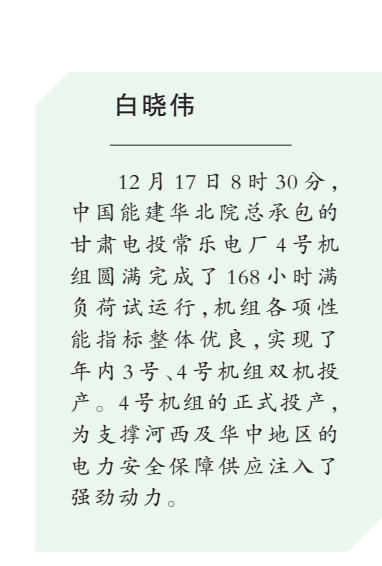 白晓伟
12月17日8时30分，
中国能建华北院总承包的
甘肃电投常乐电厂4号机
组圆满完成了168小时满
负荷试运行，机组各项性
能指标整体优良，实现了
年内3号、4号机组双机投
产。4号机组的正式投产，
为支撑河西及华中地区的
电力安全保障供应注入了
强劲动力。